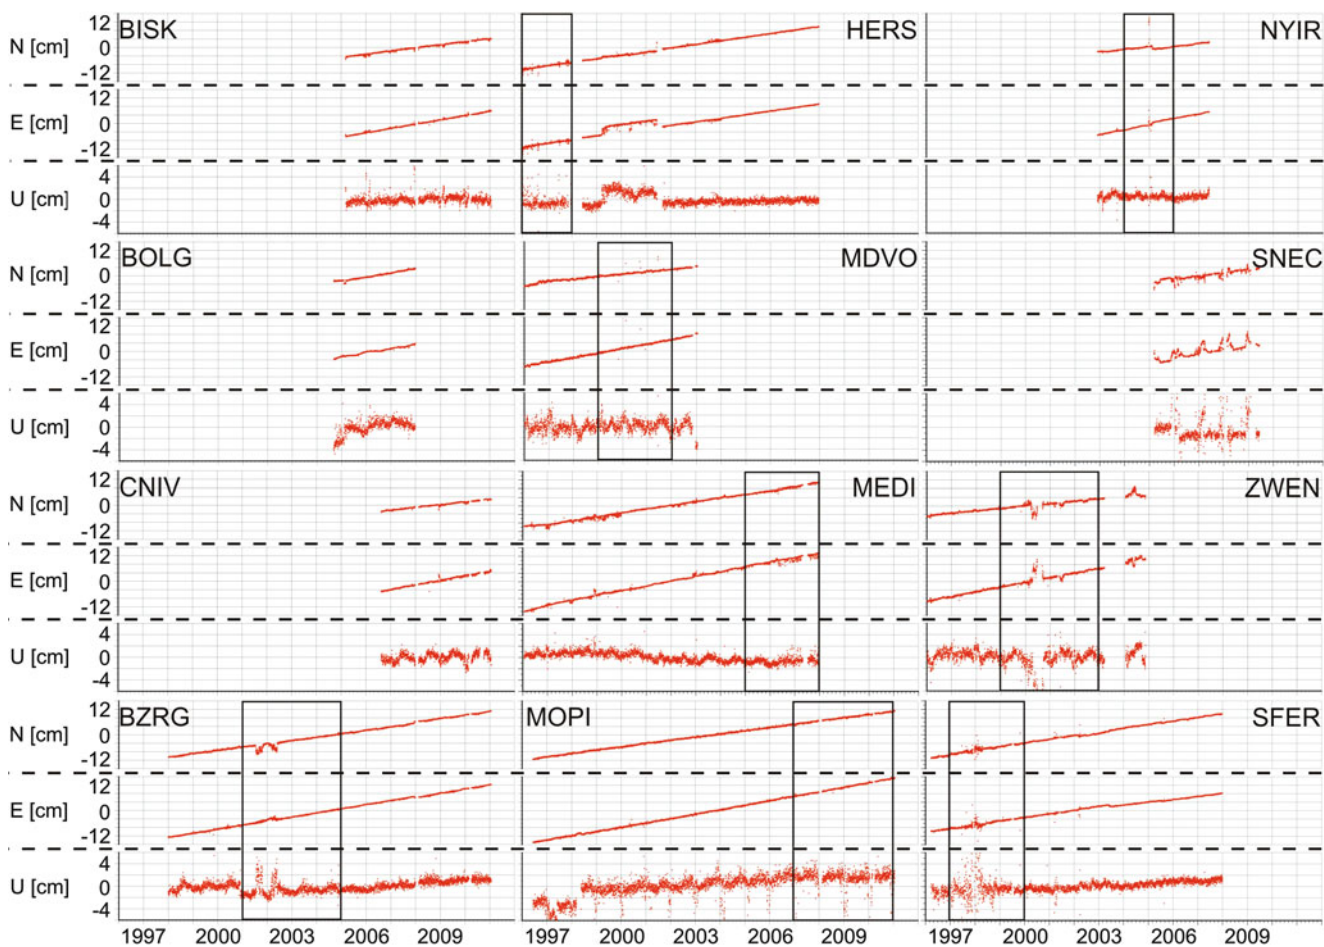 12 BISK HERS NYIR
N [cm] 0
-12
12
E [cm] 0
-12
4
U [cm] 0
-4
12 BOLG MDVO SNEC
N [cm] 0
-12
12
E [cm] 0
-12
4
U [cm] 0
-4
12 CNIV MEDI ZWEN
N [cm] 0
-12
12
E [cm] 0
-12
4
U [cm] 0
-4
12 BZRG MOPI SFER
N [cm] 0
-12
12
E [cm] 0
-12
4
U [cm] 0
-4
1997 2000 2003 2006 2009 1997 2000 2003 2006 2009 1997 2000 2003 2006 2009